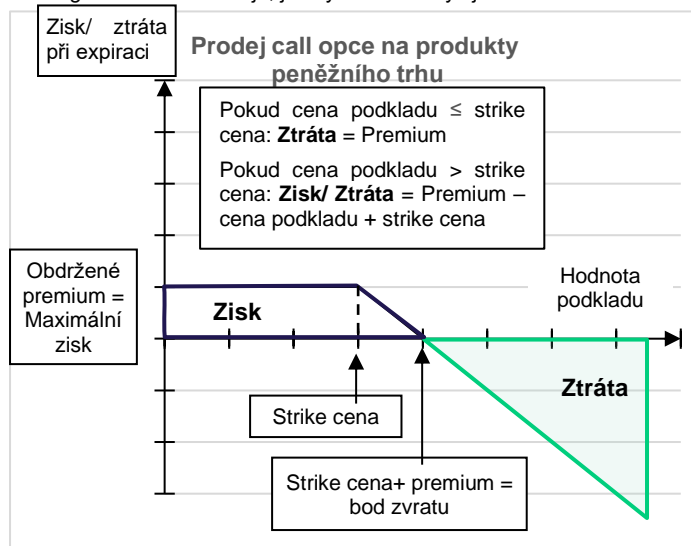 Zisk/ ztráta
při expiraci
Prodej call opce na produkty
peněžního trhu
Pokud cena podkladu ≤ strike
cena: Ztráta = Premium
Pokud cena podkladu > strike
cena: Zisk/ Ztráta = Premium –
cena podkladu + strike cena
Obdržené
premium =
Maximální
zisk
Zisk
Hodnota
podkladu
Ztráta
Strike cena
Strike cena+ premium =
bod zvratu